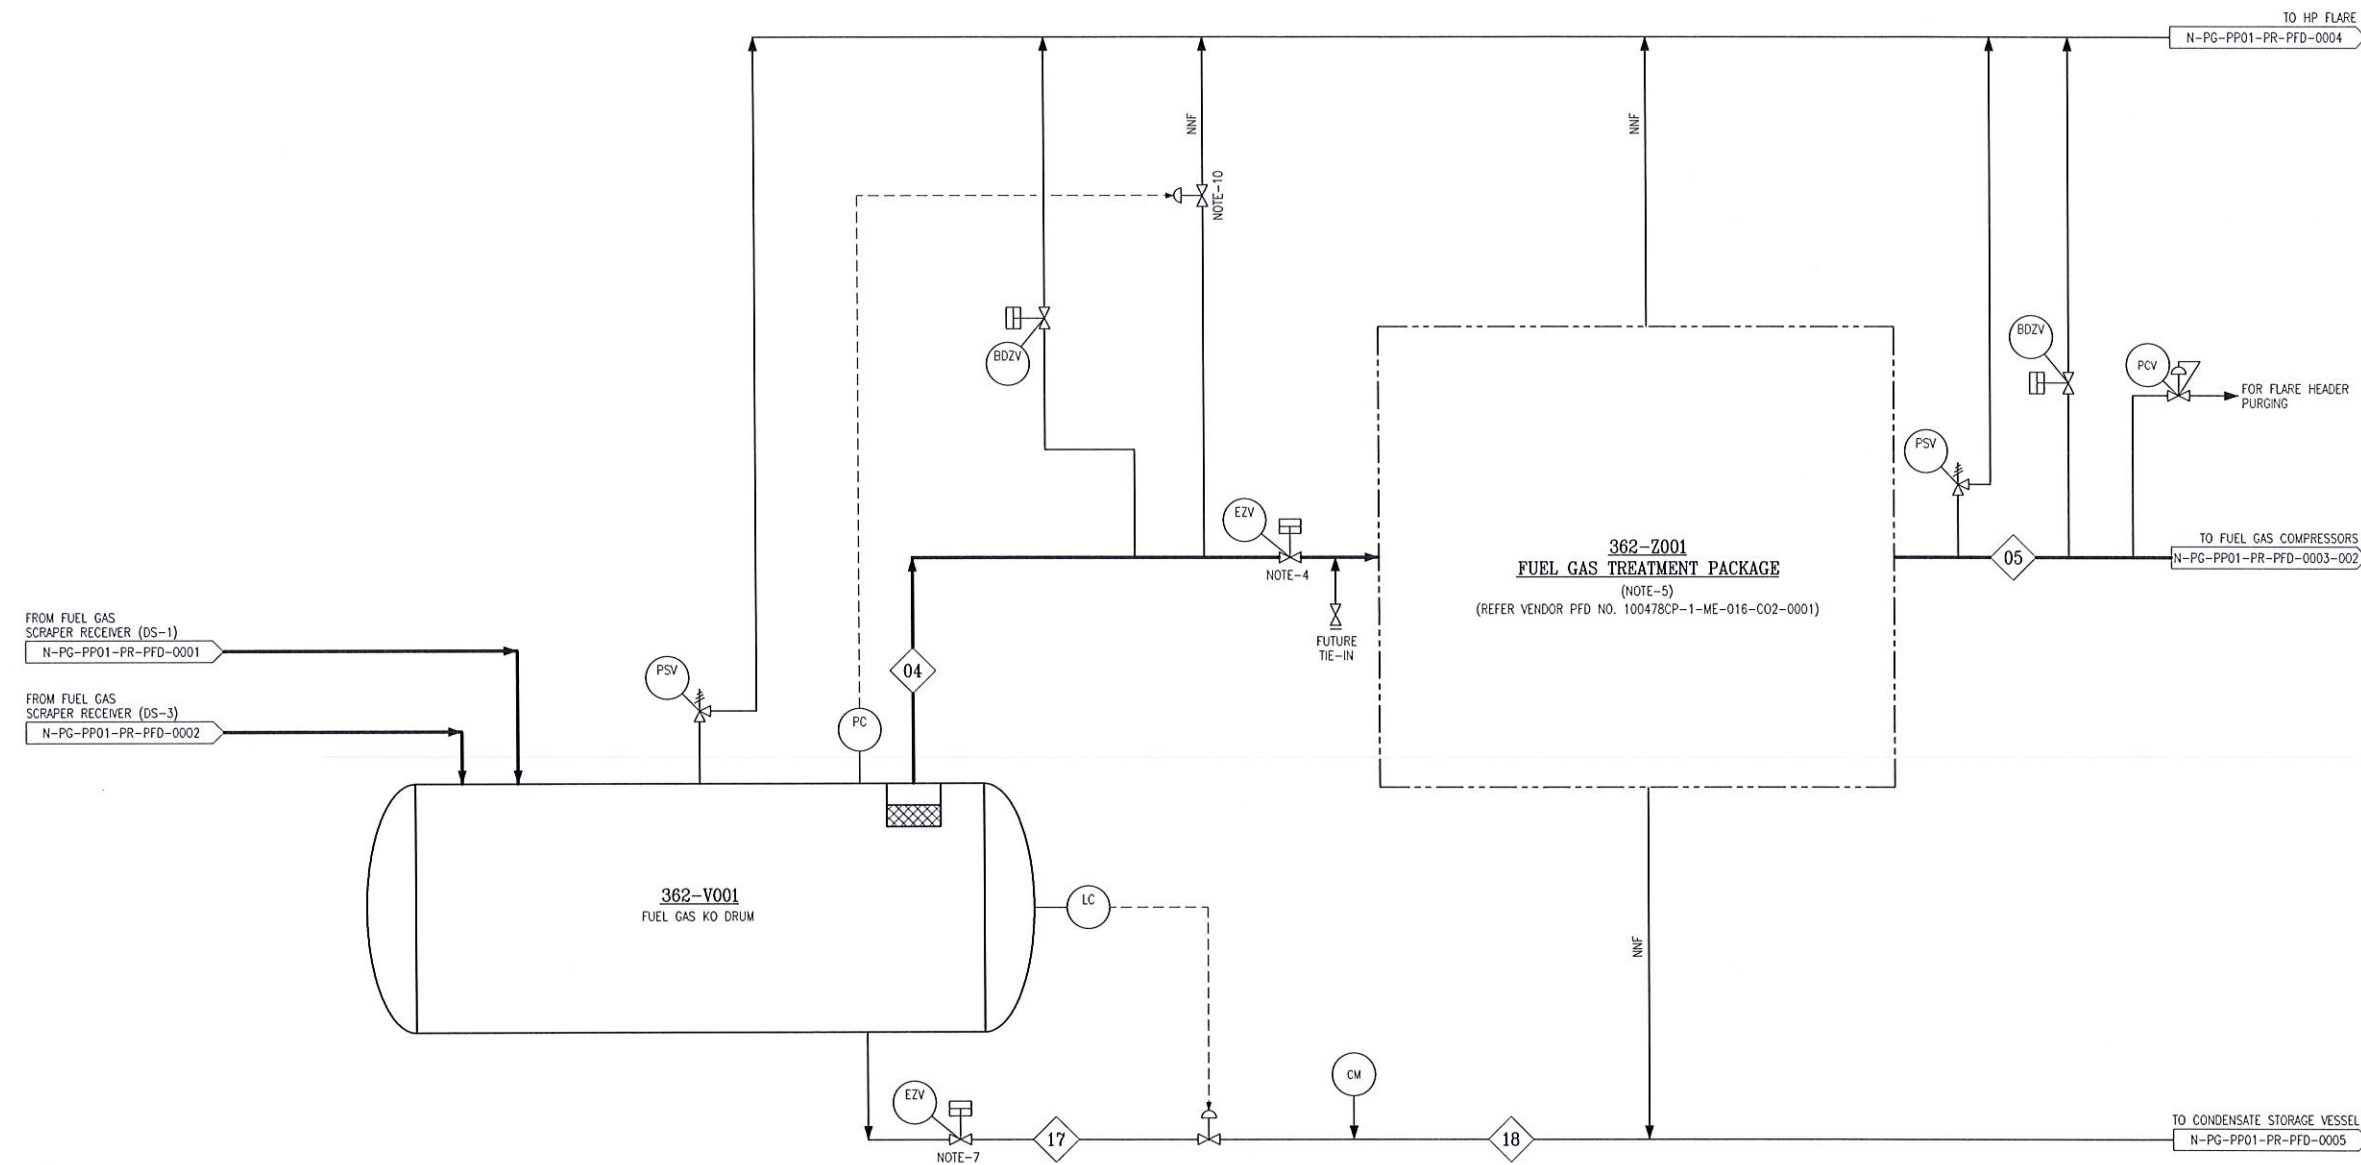 TO HP FLARE
N-PG-PP01-PR-PFD-0004
NNF
NNF
NOTE-10
BDZV
BDZV
PCV
FOR FLARE HEADER
PURGING
PSV
EZV
NOTE-4
362-Z001
FUEL GAS TREATMENT PACKAGE
(NOTE-5)
(REFER VENDOR PFD NO. 100478CP-1-ME-016-C02-0001)
05
TO FUEL GAS COMPRESSORS
N-PG-PP01-PR-PFD-0003-002
FUTURE
TIE-IN
FROM FUEL GAS
SCRAPER RECEIVER (DS-1)
N-PG-PP01-PR-PFD-0001
PSV
04
FROM FUEL GAS
SCRAPER RECEIVER (DS-3)
N-PG-PP01-PR-PFD-0002
PC
362-V001
FUEL GAS KO DRUM
LC
NNF
EZV
NOTE-7
17
CM
18
TO CONDENSATE STORAGE VESSEL
N-PG-PP01-PR-PFD-0005